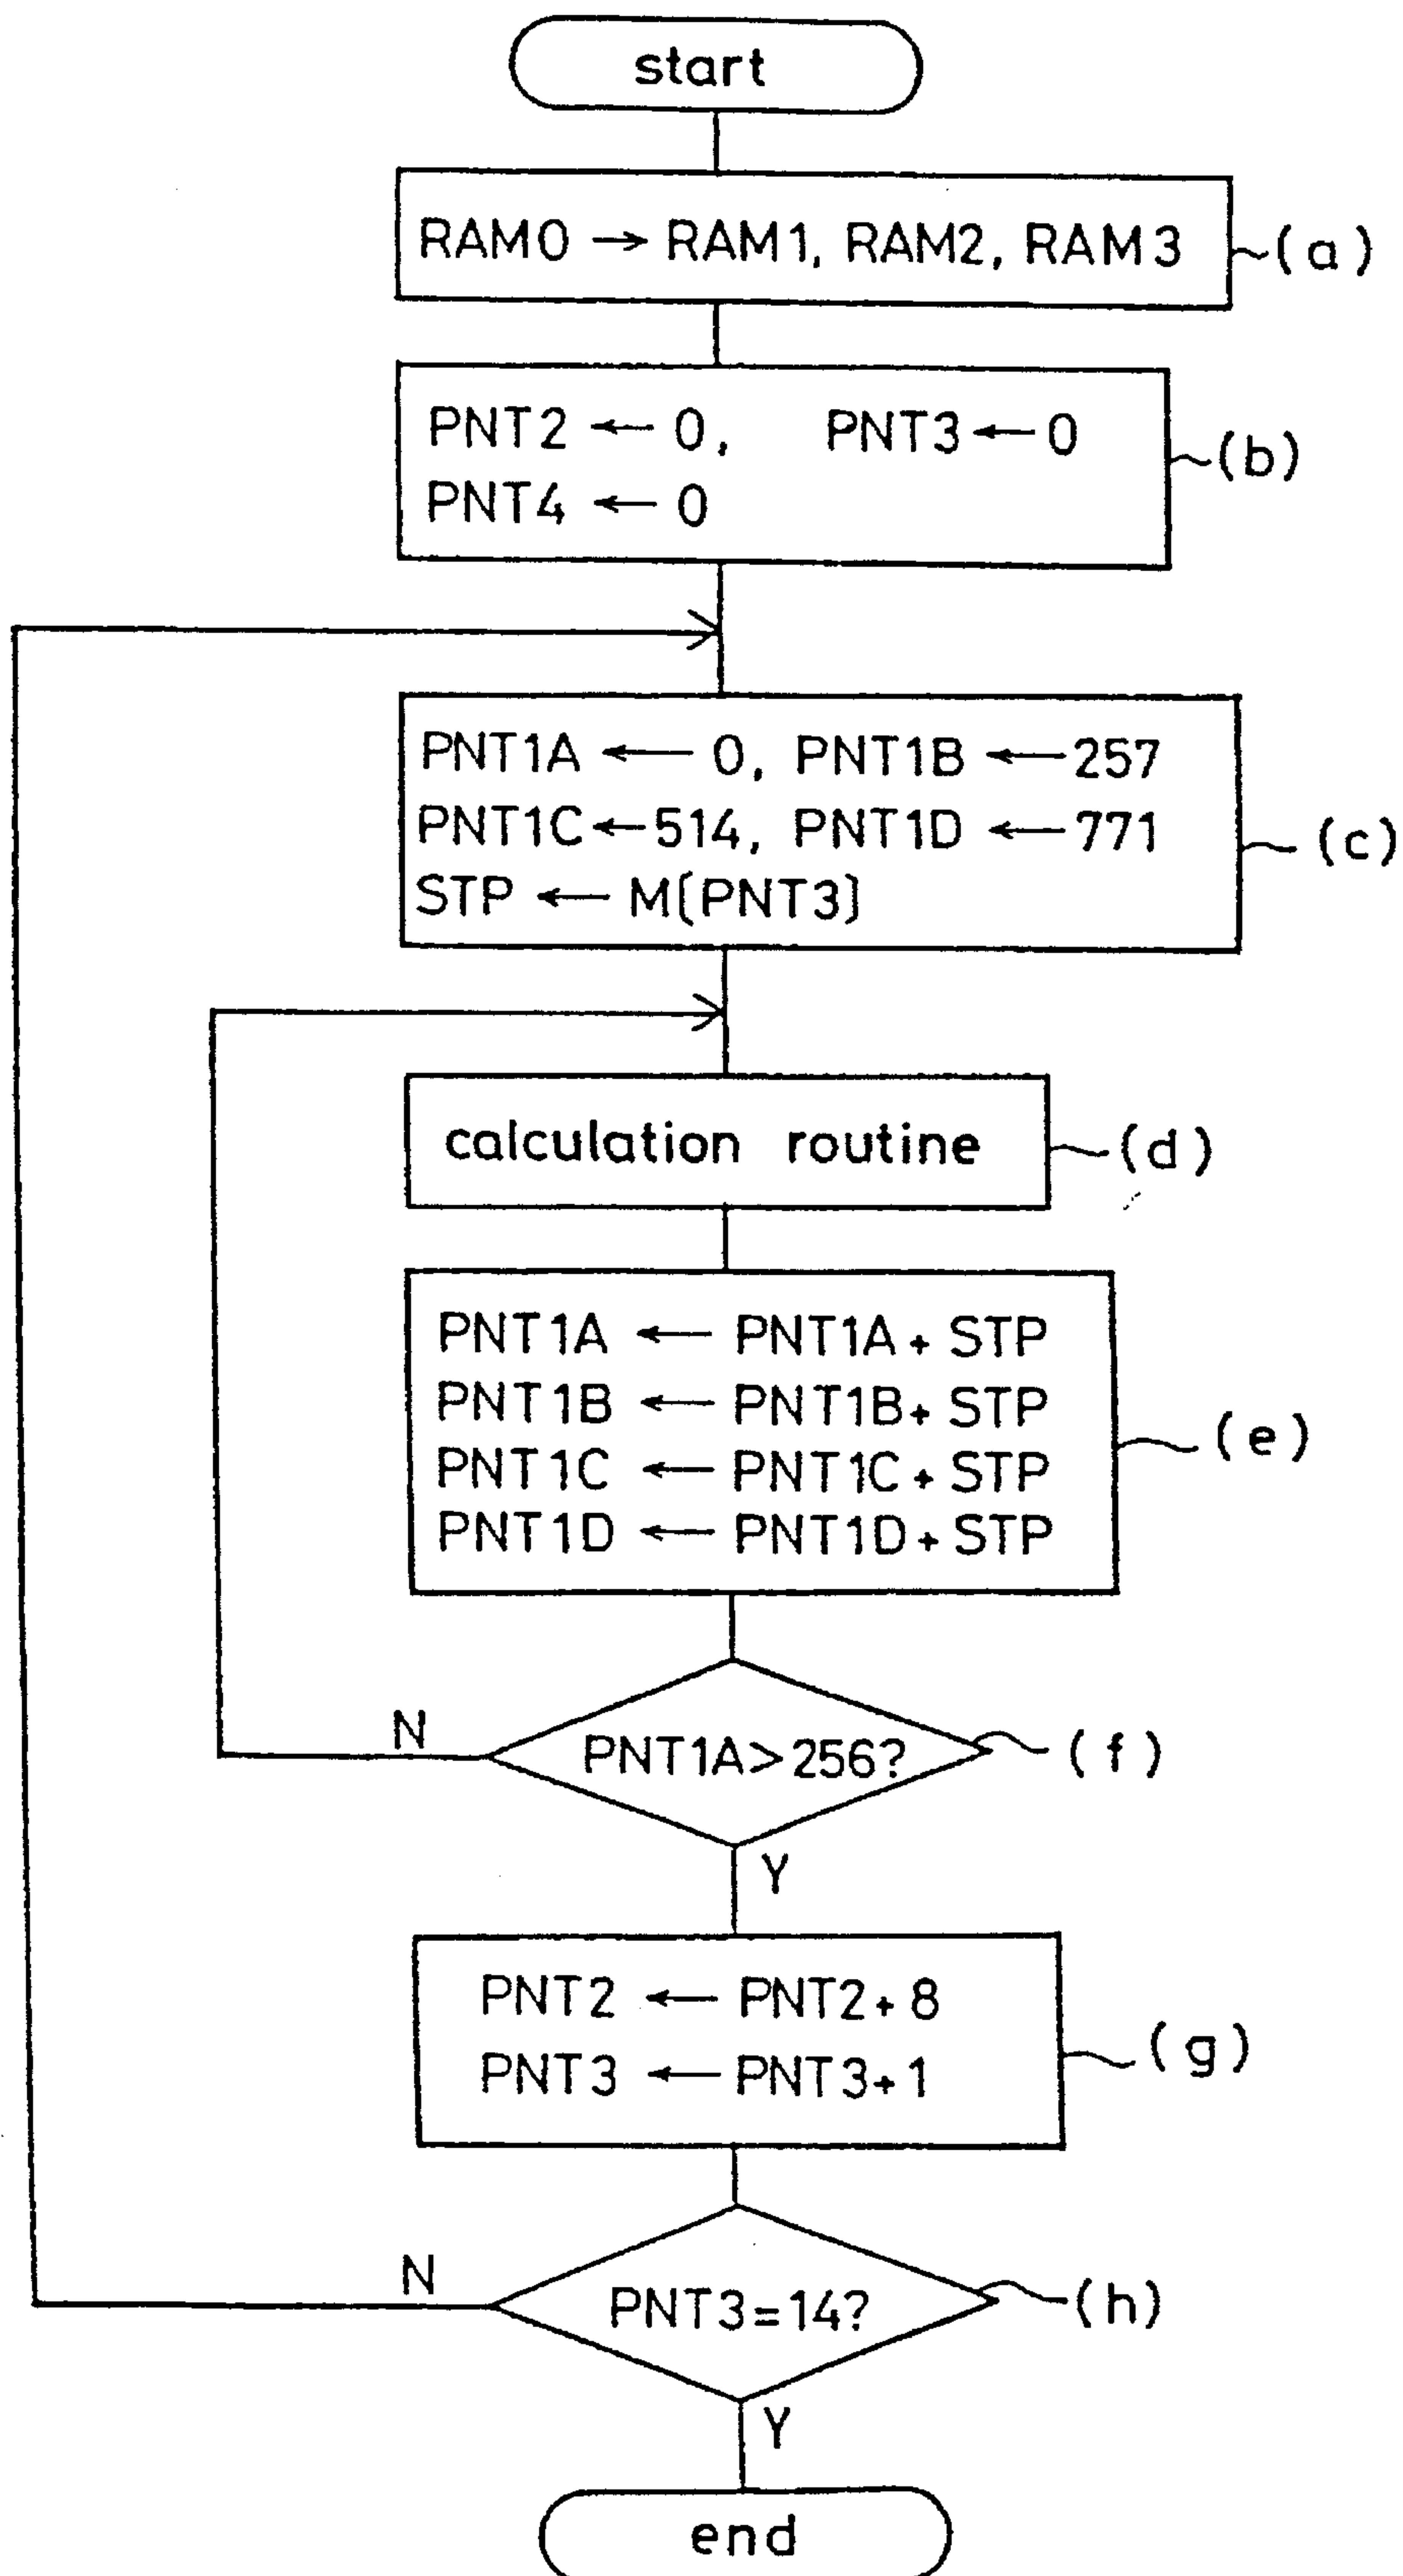 start
RAM0 → RAM1, RAM2, RAM3
(a)
PNT2 ← 0, PNT3 ← 0
PNT4 ← 0
(b)
PNT1A ← 0, PNT1B ← 257
PNT1C ← 514, PNT1D ← 771
STP ← M[PNT3]
(c)
calculation routine
(d)
PNT1A ← PNT1A + STP
PNT1B ← PNT1B + STP
PNT1C ← PNT1C + STP
PNT1D ← PNT1D + STP
(e)
N
PNT1A > 256?
(f)
Y
PNT2 ← PNT2 + 8
PNT3 ← PNT3 + 1
(g)
N
PNT3 = 14?
(h)
Y
end